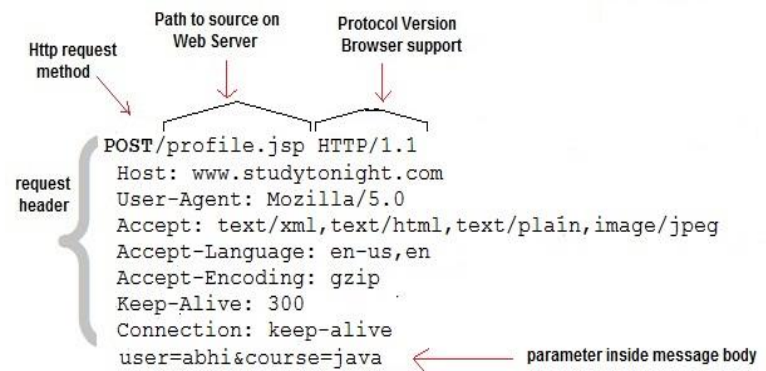 Path to source on
Web Server
Protocol Version
Browser support
Http request
method
POST/profile.jsp HTTP/1.1
Host: www.studytonight.com
User-Agent: Mozilla/5.0
Accept: text/xml,text/html,text/plain,image/jpeg
Accept-Language: en-us,en
Accept-Encoding: gzip
Keep-Alive: 300
Connection: keep-alive
user=abhi&course=java
request
header
parameter inside message body